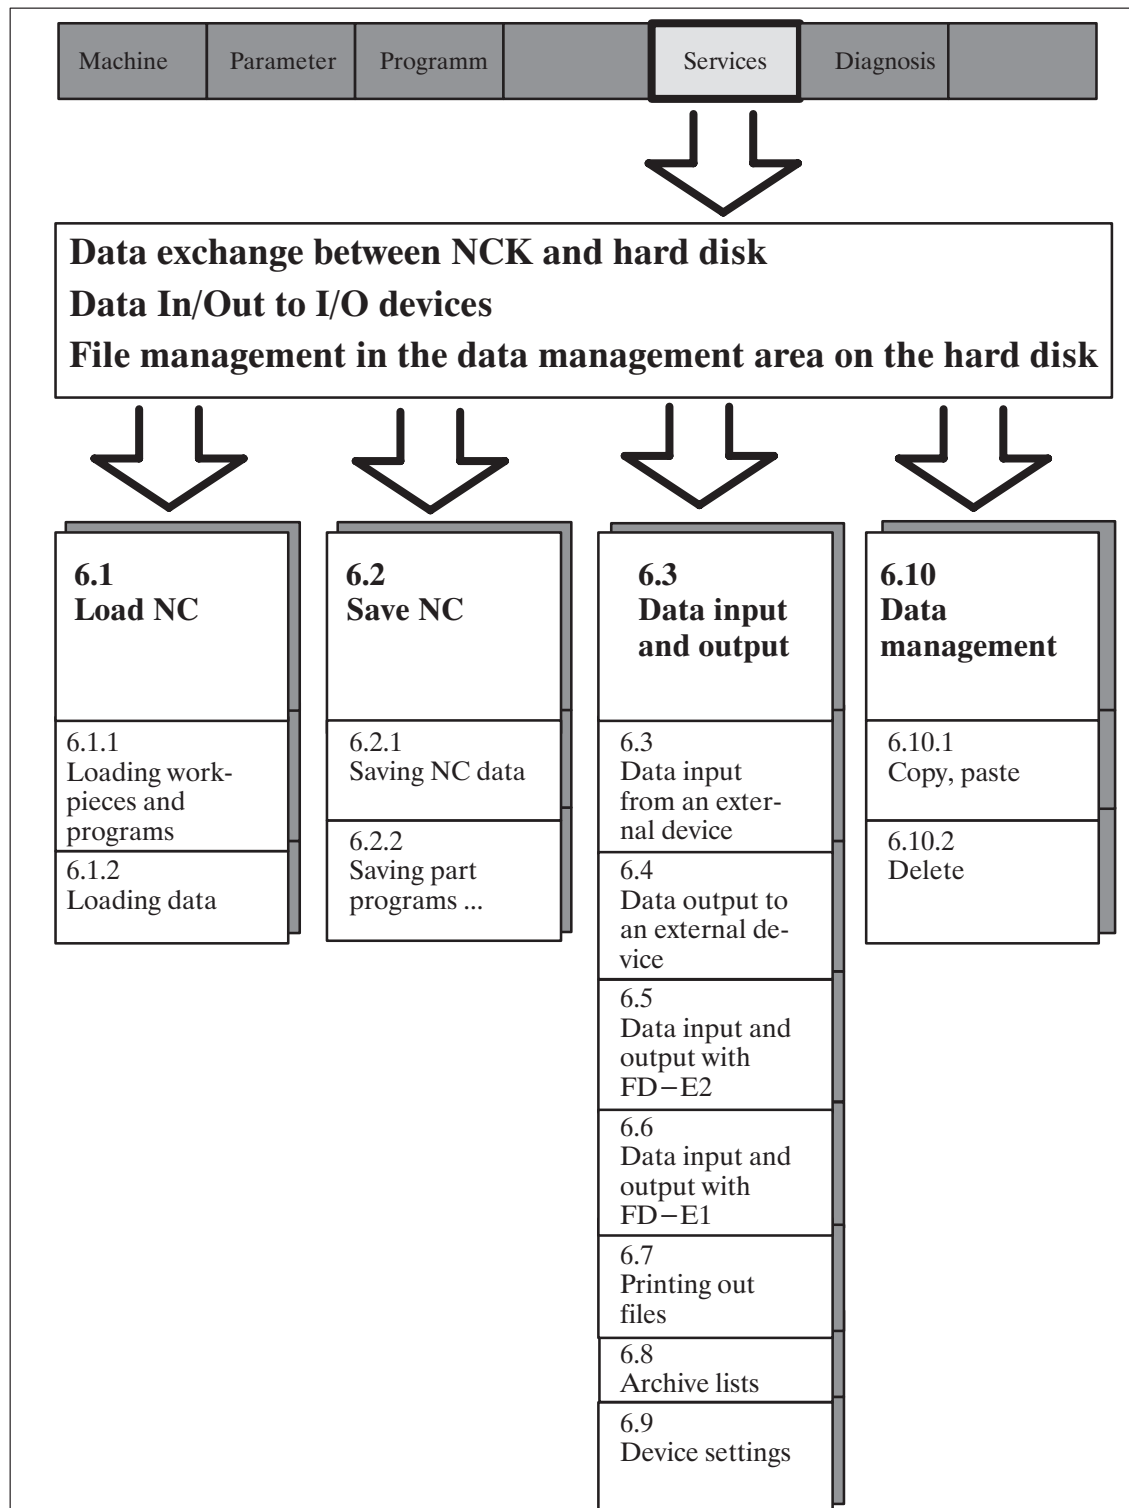 Machine
Parameter
Programm
Services
Diagnosis
Data exchange between NCK and hard disk
Data In/Out to I/O devices
File management in the data management area on the hard disk
6.1
Load NC
6.1.1
Loading work-
pieces and
programs
6.1.2
Loading data
6.2
Save NC
6.2.1
Saving NC data
6.2.2
Saving part
programs ...
6.3
Data input
and output
6.3
Data input
from an exter-
nal device
6.4
Data output to
an external de-
vice
6.5
Data input and
output with
FD−E2
6.6
Data input and
output with
FD−E1
6.7
Printing out
files
6.8
Archive lists
6.9
Device settings
6.10
Data
management
6.10.1
Copy, paste
6.10.2
Delete